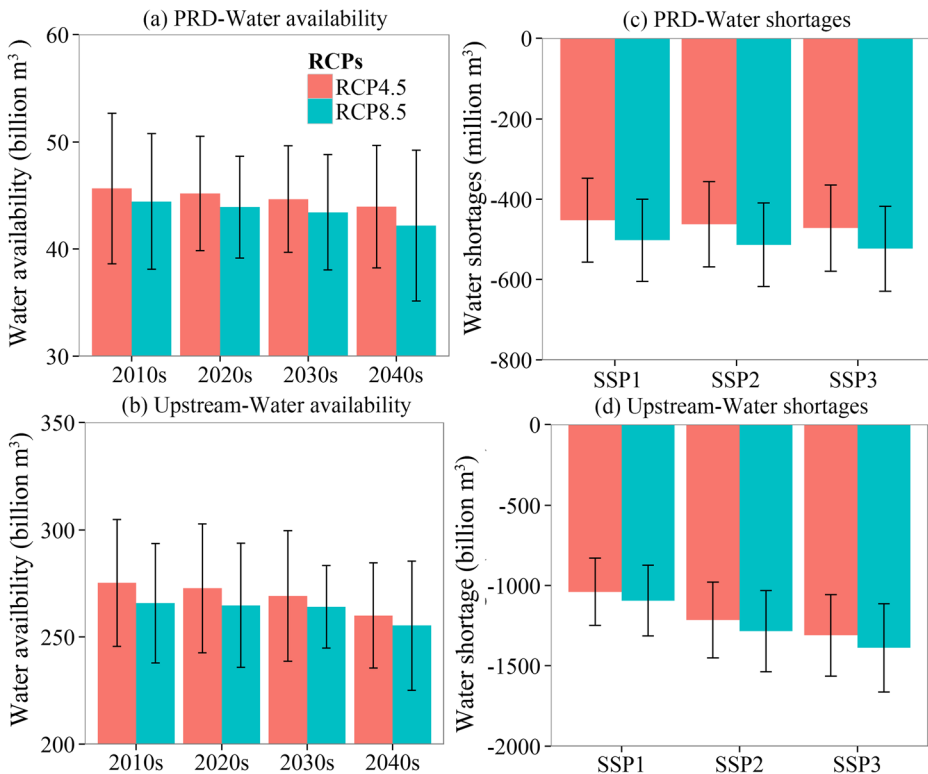 (a) PRD-Water availability
Water availability (billion m³)
60
50
40
30
RCPs
RCP4.5
RCP8.5
2010s 2020s 2030s 2040s
(c) PRD-Water shortages
Water shortages (million m³)
0
-200
-400
-600
-800
SSP1 SSP2 SSP3
(b) Upstream-Water availability
Water availbility (billion m³)
350
300
250
200
2010s 2020s 2030s 2040s
(d) Upstream-Water shortages
Water shortage (billion m³)
0
-500
-1000
-1500
-2000
SSP1 SSP2 SSP3